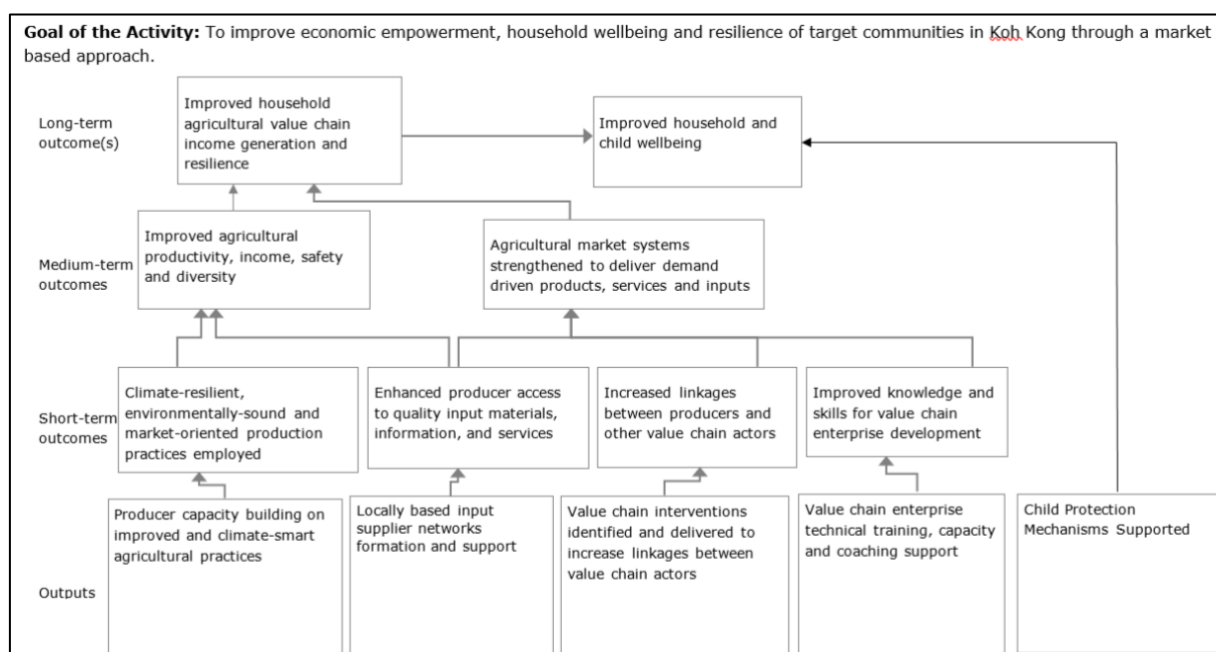 Goal of the Activity: To improve economic empowerment, household wellbeing and resilience of target communities in Koh Kong through a market
based approach.
Long-term
outcome(s)
Improved household
agricultural value chain
income generation and
resilience
Improved household and
child wellbeing
Medium-term
outcomes
Improved agricultural
productivity, income, safety
and diversity
Agricultural market systems
strengthened to deliver demand
driven products, services and inputs
Short-term
outcomes
Climate-resilient,
environmentally-sound and
market-oriented production
practices employed
Enhanced producer access
to quality input materials,
information, and services
Increased linkages
between producers and
other value chain actors
Improved knowledge and
skills for value chain
enterprise development
Outputs
Producer capacity building on
improved and climate-smart
agricultural practices
Locally based input
supplier networks
formation and support
Value chain interventions
identified and delivered to
increase linkages between
value chain actors
Value chain enterprise
technical training, capacity
and coaching support
Child Protection
Mechanisms Supported